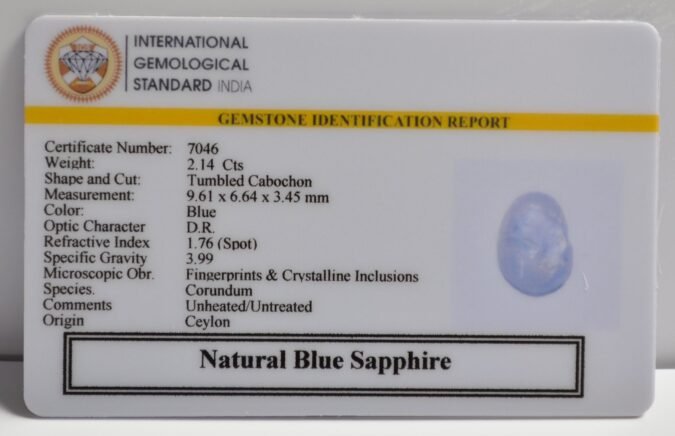 INTERNATIONAL
GEMOLOGICAL
STANDARD INDIA
GEMSTONE IDENTIFICATION REPORT
Certificate Number: 7046
Weight: 2.14 Cts
Shape and Cut: Tumbled Cabochon
Measurement: 9.61 x 6.64 x 3.45 mm
Color: Blue
Optic Character D.R.
Refractive Index 1.76 (Spot)
Specific Gravity 3.99
Microscopic Obr. Fingerprints & Crystalline Inclusions
Species. Corundum
Comments Unheated/Untreated
Origin Ceylon
Natural Blue Sapphire